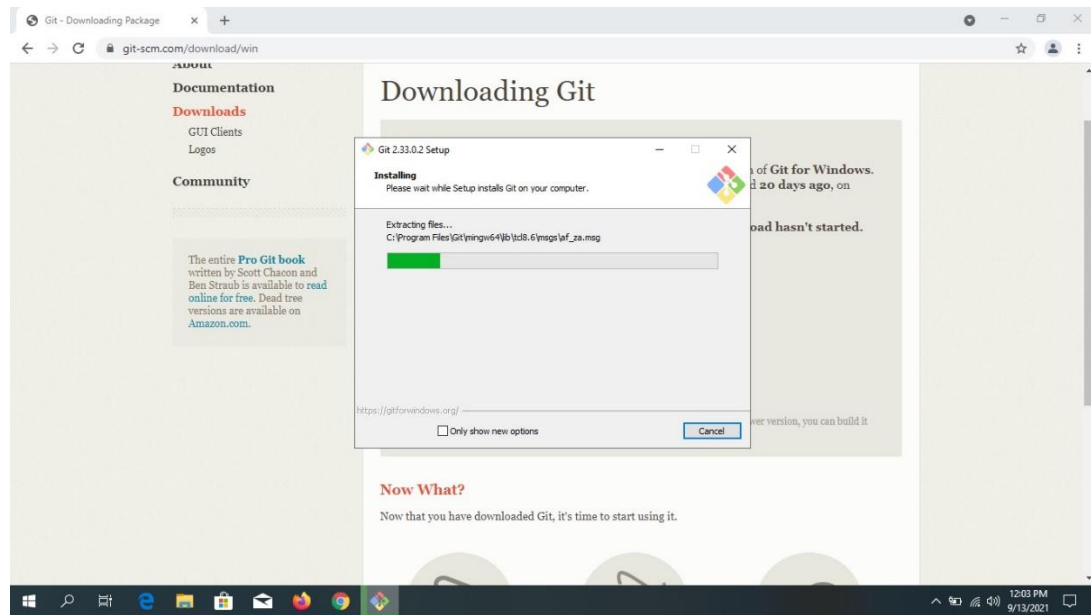 Git - Downloading Package
git-scm.com/download/win
About
Documentation
Downloads
GUI Clients
Logos
Community
The entire Pro Git book
written by Scott Chacon and
Ben Straub is available to read
online for free. Dead tree
versions are available on
Amazon.com.
Downloading Git
of Git for Windows.
20 days ago, on
oad hasn't started.
wer version, you can build it
Git 2.33.0.2 Setup
Installing
Please wait while Setup installs Git on your computer.
Extracting files...
C:\Program Files\Git\mingw64\lib\tcl8.6\msgs\af_za.msg
https://gitforwindows.org/
Only show new options
Cancel
Now What?
Now that you have downloaded Git, it's time to start using it.
12:03 PM
9/13/2021